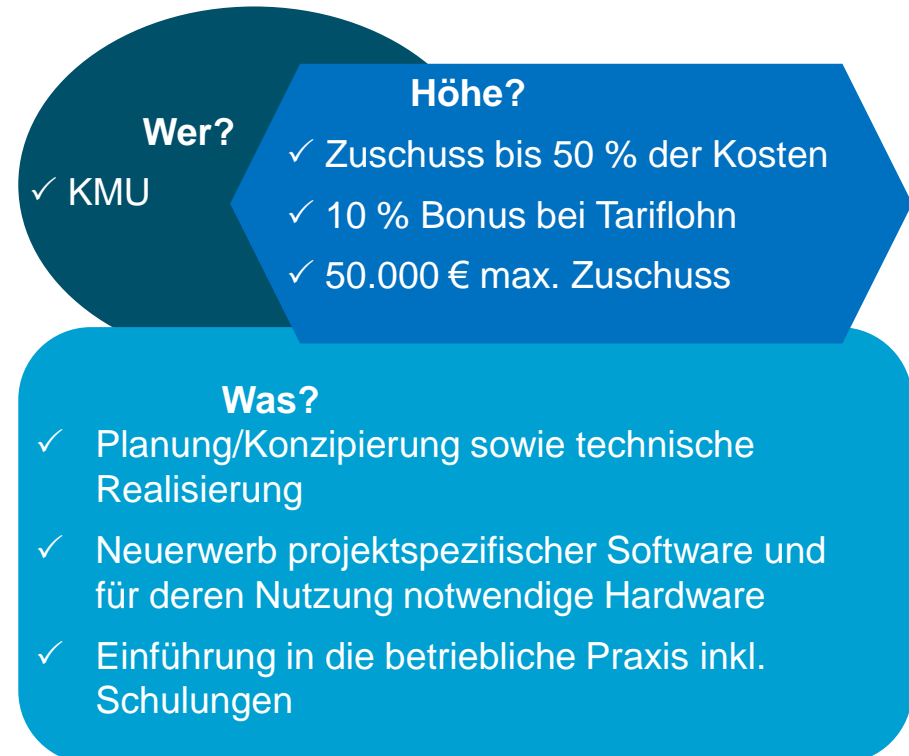 Wer?
✓ KMU
Höhe?
✓ Zuschuss bis 50 % der Kosten
✓ 10 % Bonus bei Tariflohn
✓ 50.000 € max. Zuschuss
Was?
✓ Planung/Konzipierung sowie technische
Realisierung
✓ Neuerwerb projektspezifischer Software und
für deren Nutzung notwendige Hardware
✓ Einführung in die betriebliche Praxis inkl.
Schulungen